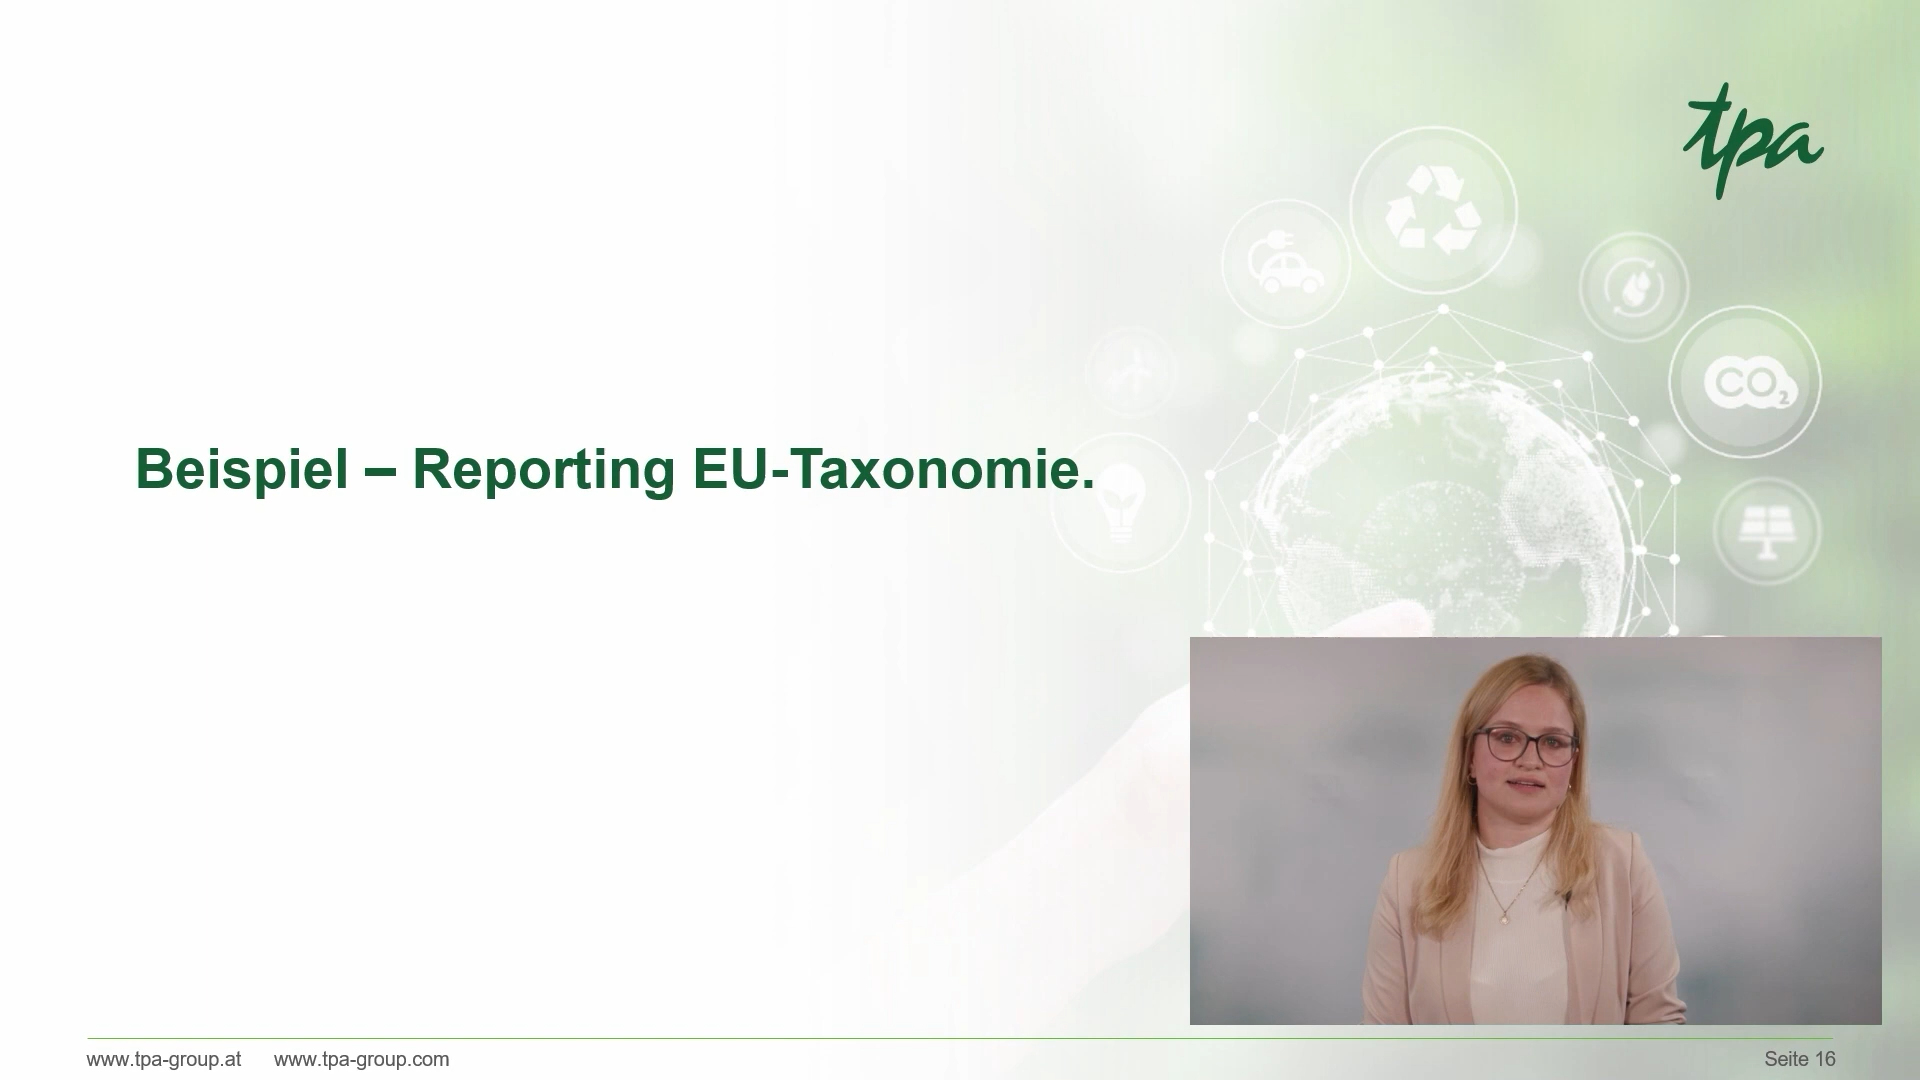 tpa
CO2
Beispiel – Reporting EU-Taxonomie.
www.tpa-group.at www.tpa-group.com
Seite 16